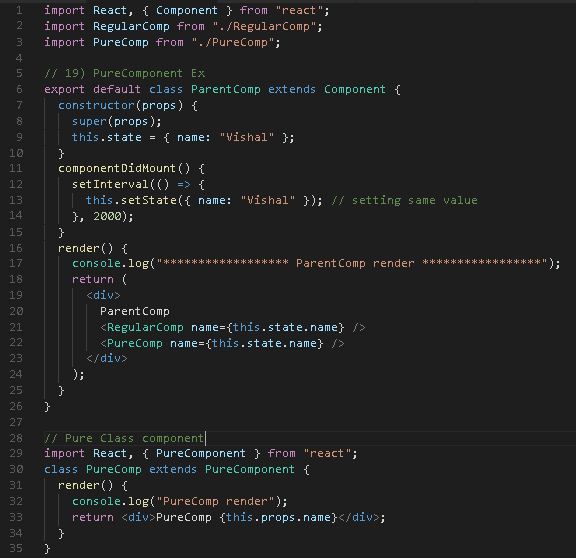 1 import React, { Component } from "react";
2 import RegularComp from "./RegularComp";
3 import PureComp from "./PureComp";
4
5 // 19) PureComponent Ex
6 export default class ParentComp extends Component {
7 constructor(props) {
8 super(props);
9 this.state = { name: "Vishal" };
10 }
11 componentDidMount() {
12 setInterval(() => {
13 this.setState({ name: "Vishal" }); // setting same value
14 }, 2000);
15 }
16 render() {
17 console.log("****************** ParentComp render *****************");
18 return (
19 <div>
20 ParentComp
21 <RegularComp name={this.state.name} />
22 <PureComp name={this.state.name} />
23 </div>
24 );
25 }
26 }
27
28 // Pure Class component
29 import React, { PureComponent } from "react";
30 class PureComp extends PureComponent {
31 render() {
32 console.log("PureComp render");
33 return <div>PureComp {this.props.name}</div>;
34 }
35 }